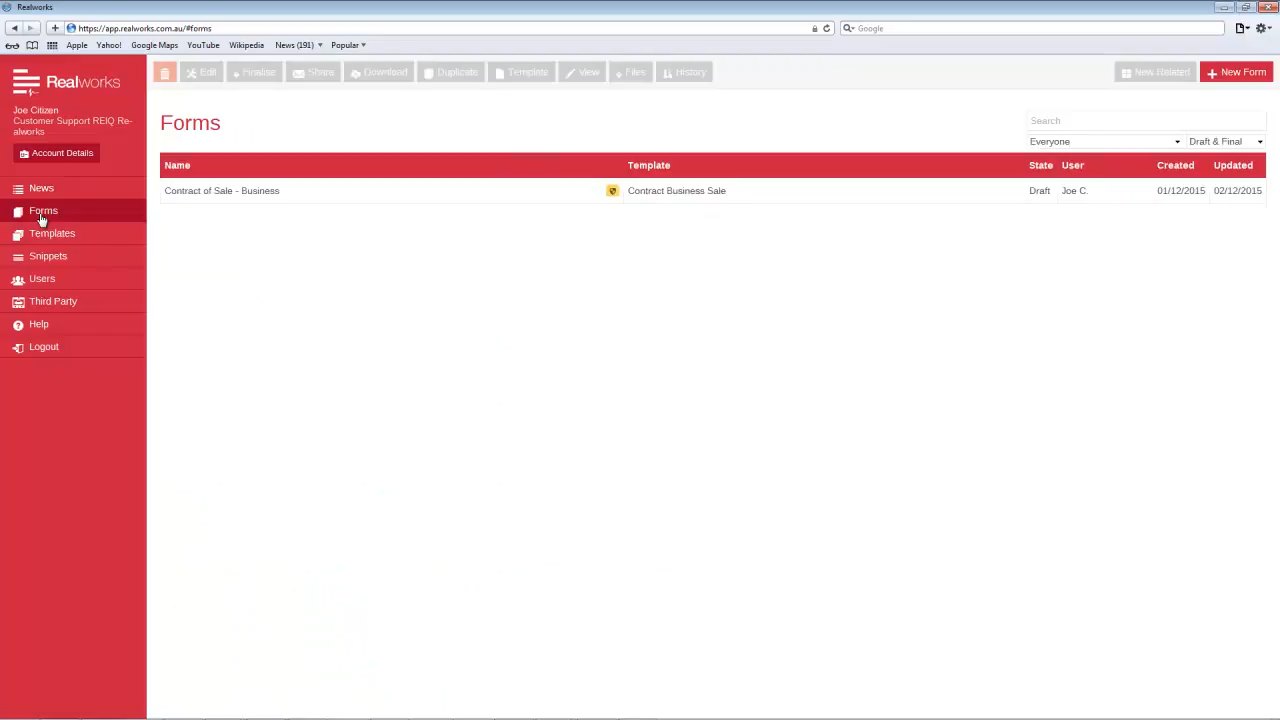 Realworks
https://app.realworks.com.au/#forms
Google
Apple Yahoo! Google Maps YouTube Wikipedia News (191) Popular
Realworks
Joe Citizen
Customer Support REIQ Re-
alworks
Account Details
News
Forms
Templates
Snippets
Users
Third Party
Help
Logout
Edit Finalise Share Download Duplicate Template View Files History New Related New Form
Forms
Search
Everyone Draft & Final
Name Template State User Created Updated
Contract of Sale - Business Contract Business Sale Draft Joe C. 01/12/2015 02/12/2015